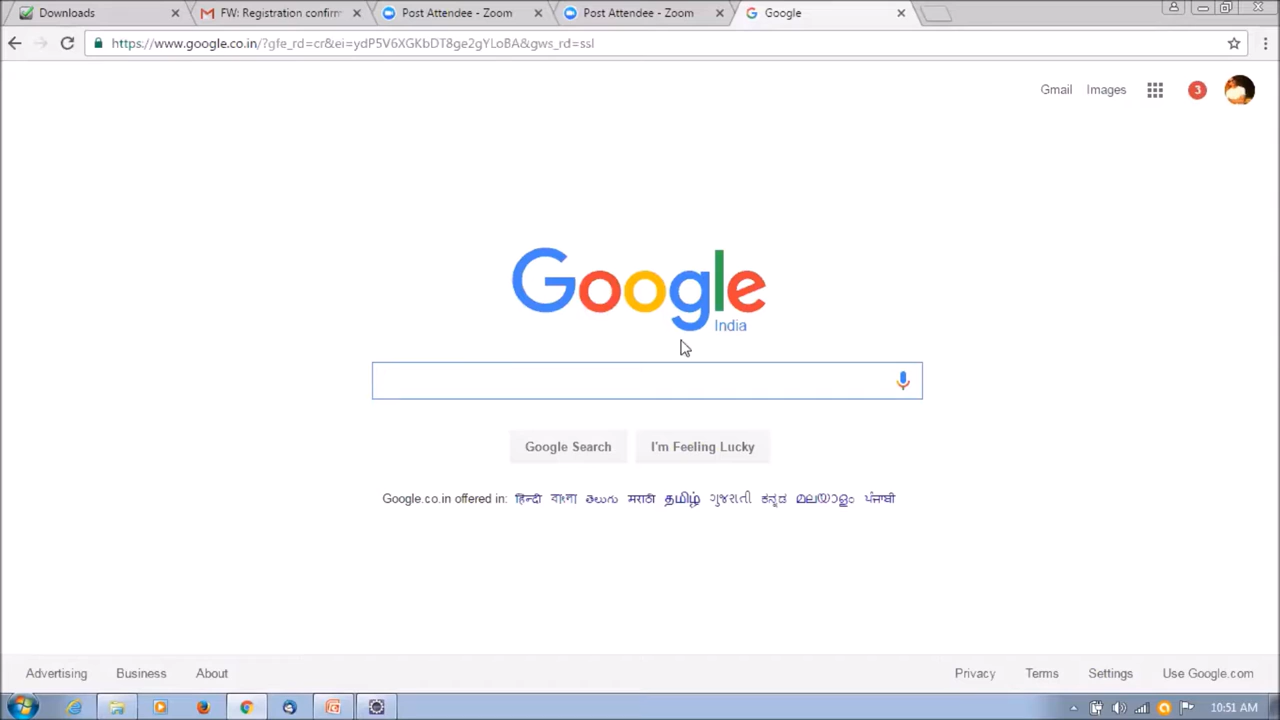 Downloads
FW: Registration confirm
Post Attendee - Zoom
Post Attendee - Zoom
Google
https://www.google.co.in/?gfe_rd=cr&ei=ydP5V6XGKbDT8ge2gYLoBA&gws_rd=ssl
Gmail Images 3
Google
India
Google Search I'm Feeling Lucky
Google.co.in offered in: हिन्दी বাংলা తెలుగు मराठी தமிழ் ગુજરાતી ಕನ್ನಡ മലയാളം ਪੰਜਾਬੀ
Advertising Business About Privacy Terms Settings Use Google.com
10:51 AM